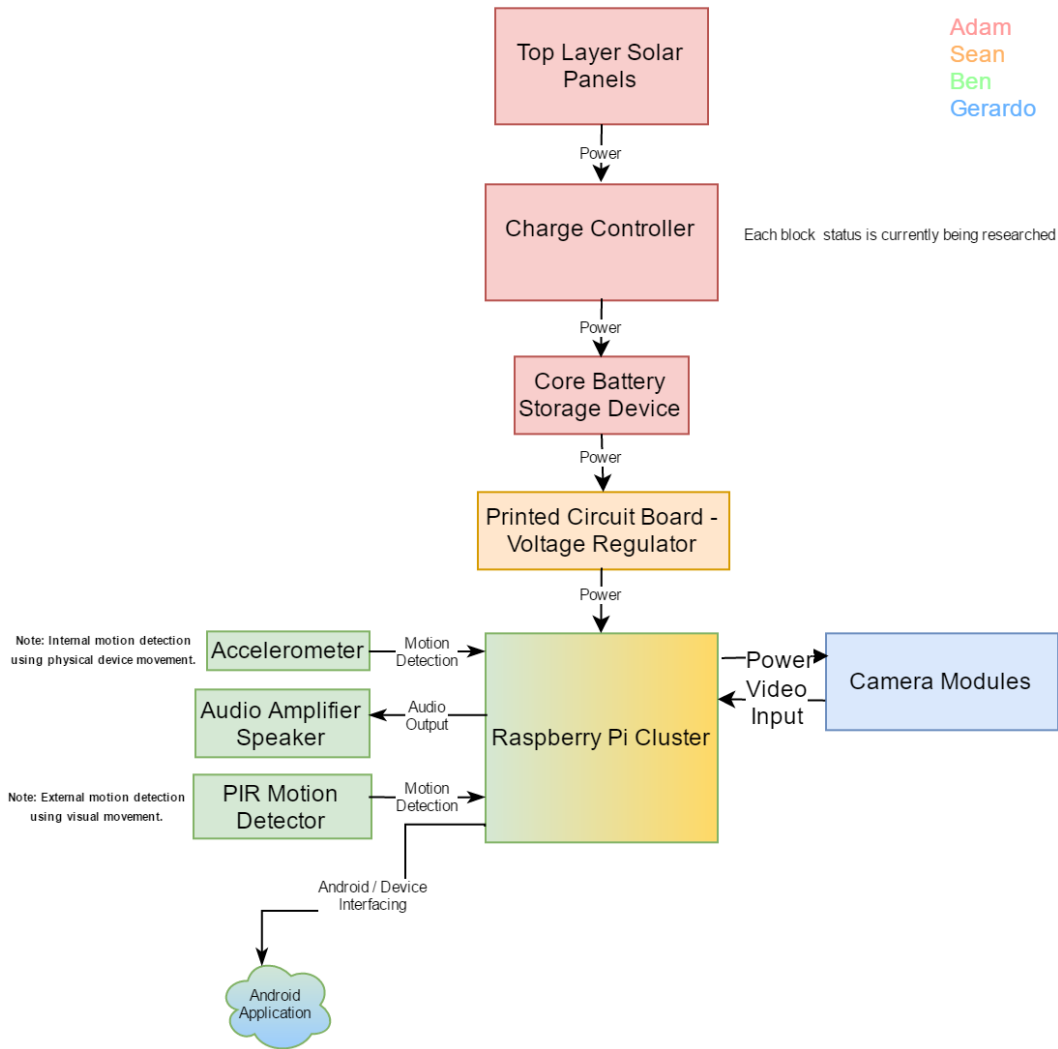 Adam
Sean
Ben
Gerardo
Top Layer Solar
Panels
Power
Charge Controller
Each block status is currently being researched
Power
Core Battery
Storage Device
Power
Printed Circuit Board -
Voltage Regulator
Power
Note: Internal motion detection
using physical device movement.
Accelerometer
Motion
Detection
Audio Amplifier
Speaker
Audio
Output
Note: External motion detection
using visual movement.
PIR Motion
Detector
Motion
Detection
Raspberry Pi Cluster
Power
Video
Input
Camera Modules
Android / Device
Interfacing
Android
Application